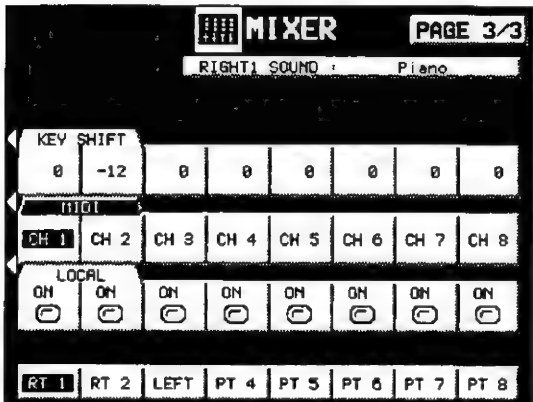 MIXER PAGE 3/3
RIGHT1 SOUND : Piano
KEY SHIFT
0 -12 0 0 0 0 0 0
MIDI
CH 1 CH 2 CH 3 CH 4 CH 5 CH 6 CH 7 CH 8
LOCAL
ON ON ON ON ON ON ON ON
RT 1 RT 2 LEFT PT 4 PT 5 PT 6 PT 7 PT 8